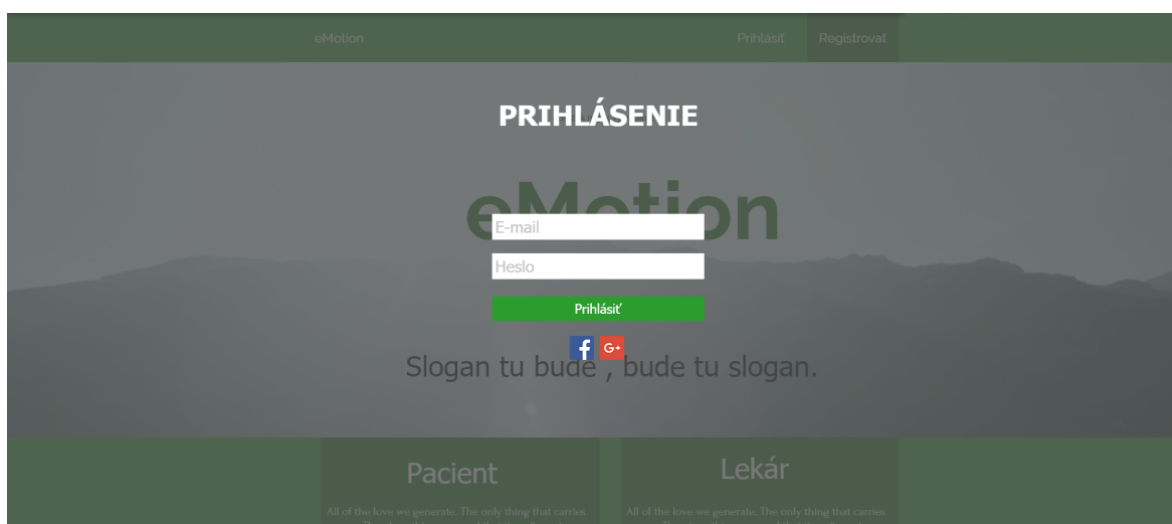 eMotion Prihlásiť Registrovať
PRIHLÁSENIE
eMotion
E-mail
Heslo
Prihlásiť
f G+
Slogan tu bude , bude tu slogan.
Pacient Lekár
All of the love we generate. The only thing that carries All of the love we generate. The only thing that carries